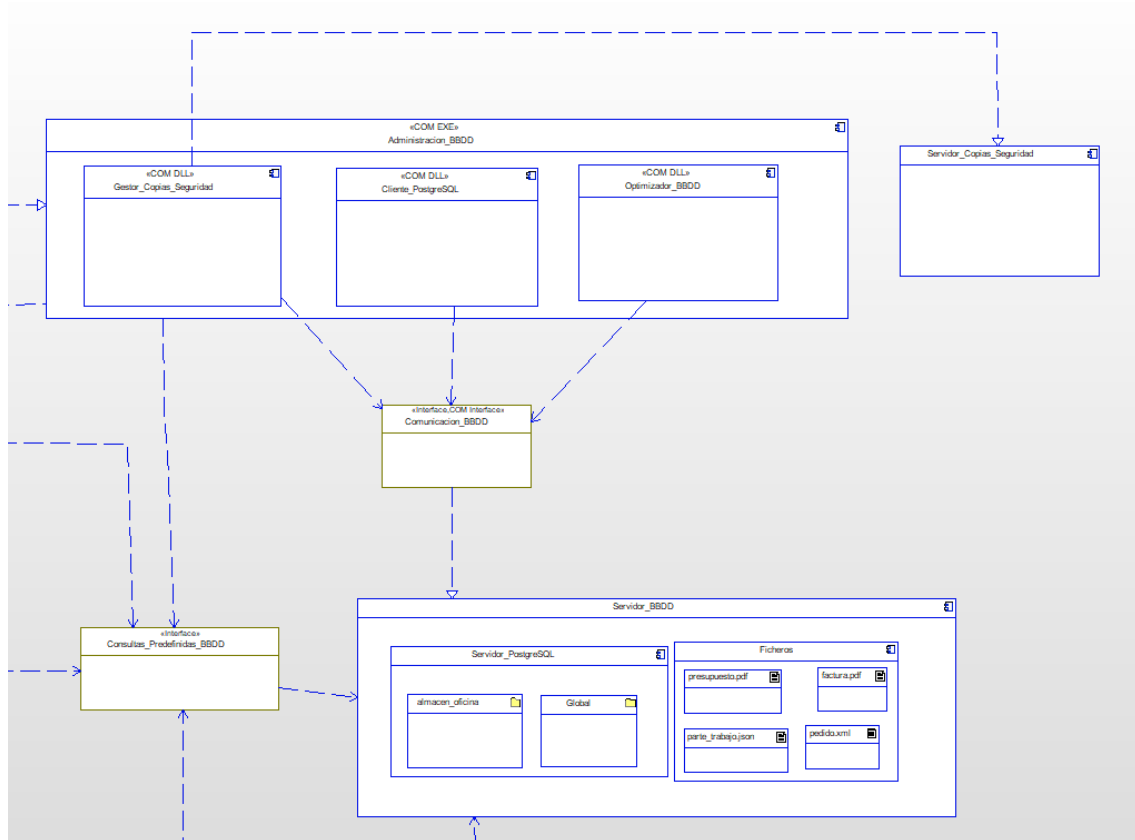 «COM EXE»
Administracion_BBDD
«COM DLL»
Gestor_Copias_Seguridad
«COM DLL»
Cliente_PostgreSQL
«COM DLL»
Optimizador_BBDD
Servidor_Copias_Seguridad
«Interface,COM Interface»
Comunicacion_BBDD
«Interface»
Consultas_Predefinidas_BBDD
Servidor_BBDD
Servidor_PostgreSQL
almacen_oficina
Global
Ficheros
presupuesto.pdf
factura.pdf
parte_trabajo.json
pedido.xml